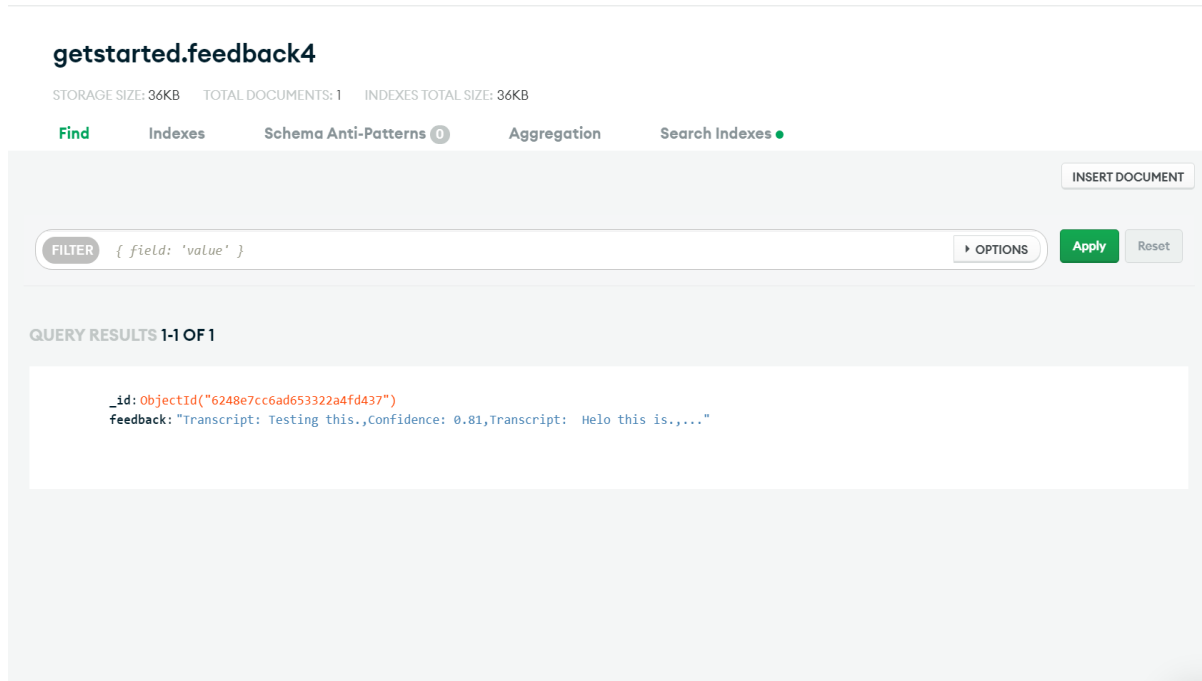 getstarted.feedback4
STORAGE SIZE: 36KB TOTAL DOCUMENTS: 1 INDEXES TOTAL SIZE: 36KB
Find Indexes Schema Anti-Patterns 0 Aggregation Search Indexes
INSERT DOCUMENT
FILTER { field: 'value' } OPTIONS Apply Reset
QUERY RESULTS 1-1 OF 1
_id: ObjectId("6248e7cc6ad653322a4fd437")
feedback: "Transcript: Testing this.,Confidence: 0.81,Transcript:  Helo this is.,..."